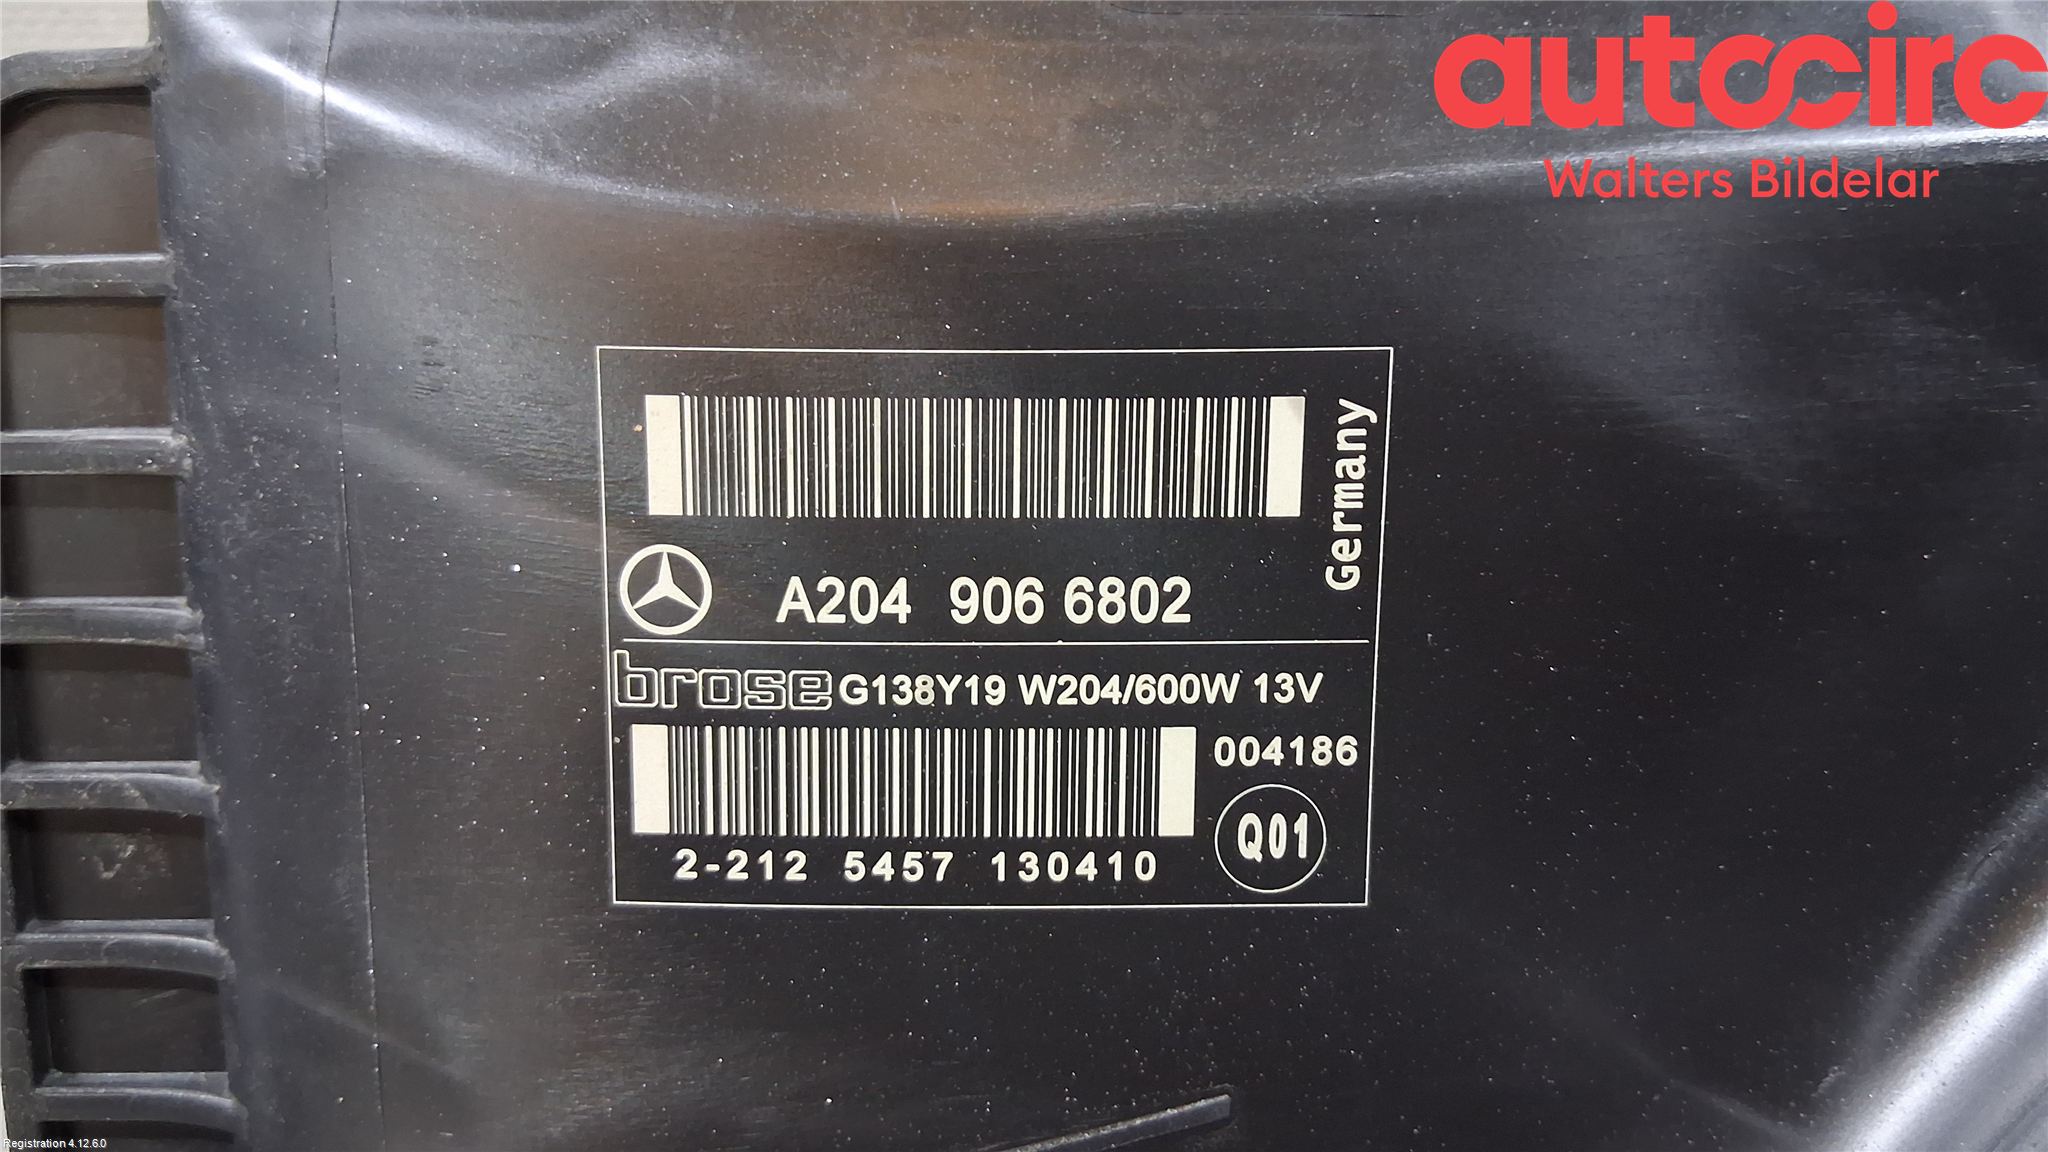 autocirc
Walters Bildelar
Germany
A204 906 6802
brose G138Y19 W204/600W 13V
004186
Q01
2-212 5457 130410
Registration 4.12.6.0